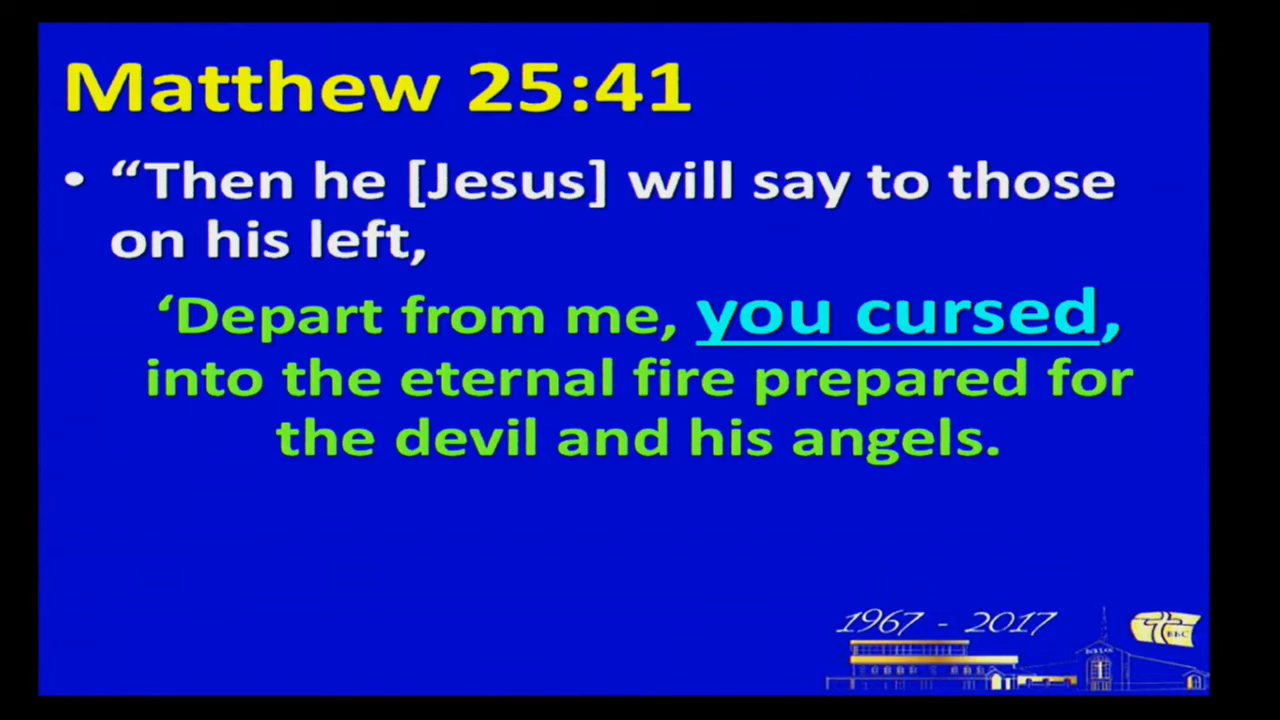 Matthew 25:41
• “Then he [Jesus] will say to those
on his left,
‘Depart from me, you cursed,
into the eternal fire prepared for
the devil and his angels.
1967 - 2017
BBC